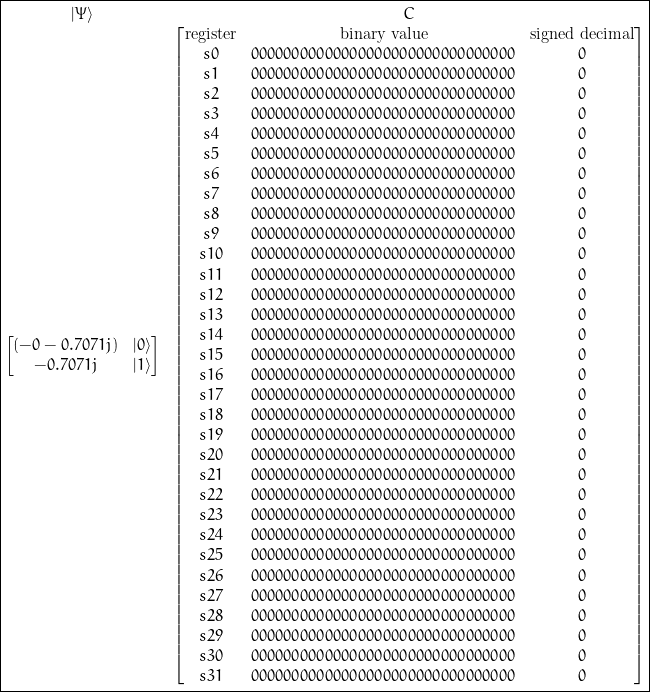 |Ψ⟩ C
register binary value signed decimal
s0 00000000000000000000000000000000 0
s1 00000000000000000000000000000000 0
s2 00000000000000000000000000000000 0
s3 00000000000000000000000000000000 0
s4 00000000000000000000000000000000 0
s5 00000000000000000000000000000000 0
s6 00000000000000000000000000000000 0
s7 00000000000000000000000000000000 0
s8 00000000000000000000000000000000 0
s9 00000000000000000000000000000000 0
s10 00000000000000000000000000000000 0
s11 00000000000000000000000000000000 0
s12 00000000000000000000000000000000 0
s13 00000000000000000000000000000000 0
s14 00000000000000000000000000000000 0
(−0 − 0.7071j) |0⟩
s15 00000000000000000000000000000000 0
−0.7071j |1⟩
s16 00000000000000000000000000000000 0
s17 00000000000000000000000000000000 0
s18 00000000000000000000000000000000 0
s19 00000000000000000000000000000000 0
s20 00000000000000000000000000000000 0
s21 00000000000000000000000000000000 0
s22 00000000000000000000000000000000 0
s23 00000000000000000000000000000000 0
s24 00000000000000000000000000000000 0
s25 00000000000000000000000000000000 0
s26 00000000000000000000000000000000 0
s27 00000000000000000000000000000000 0
s28 00000000000000000000000000000000 0
s29 00000000000000000000000000000000 0
s30 00000000000000000000000000000000 0
s31 00000000000000000000000000000000 0